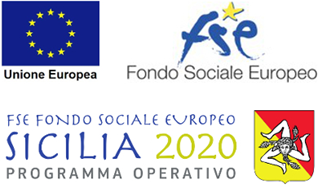 fse
Unione Europea
Fondo Sociale Europeo
FSE FONDO SOCIALE EUROPEO
SICILIA 2020
PROGRAMMA OPERATIVO